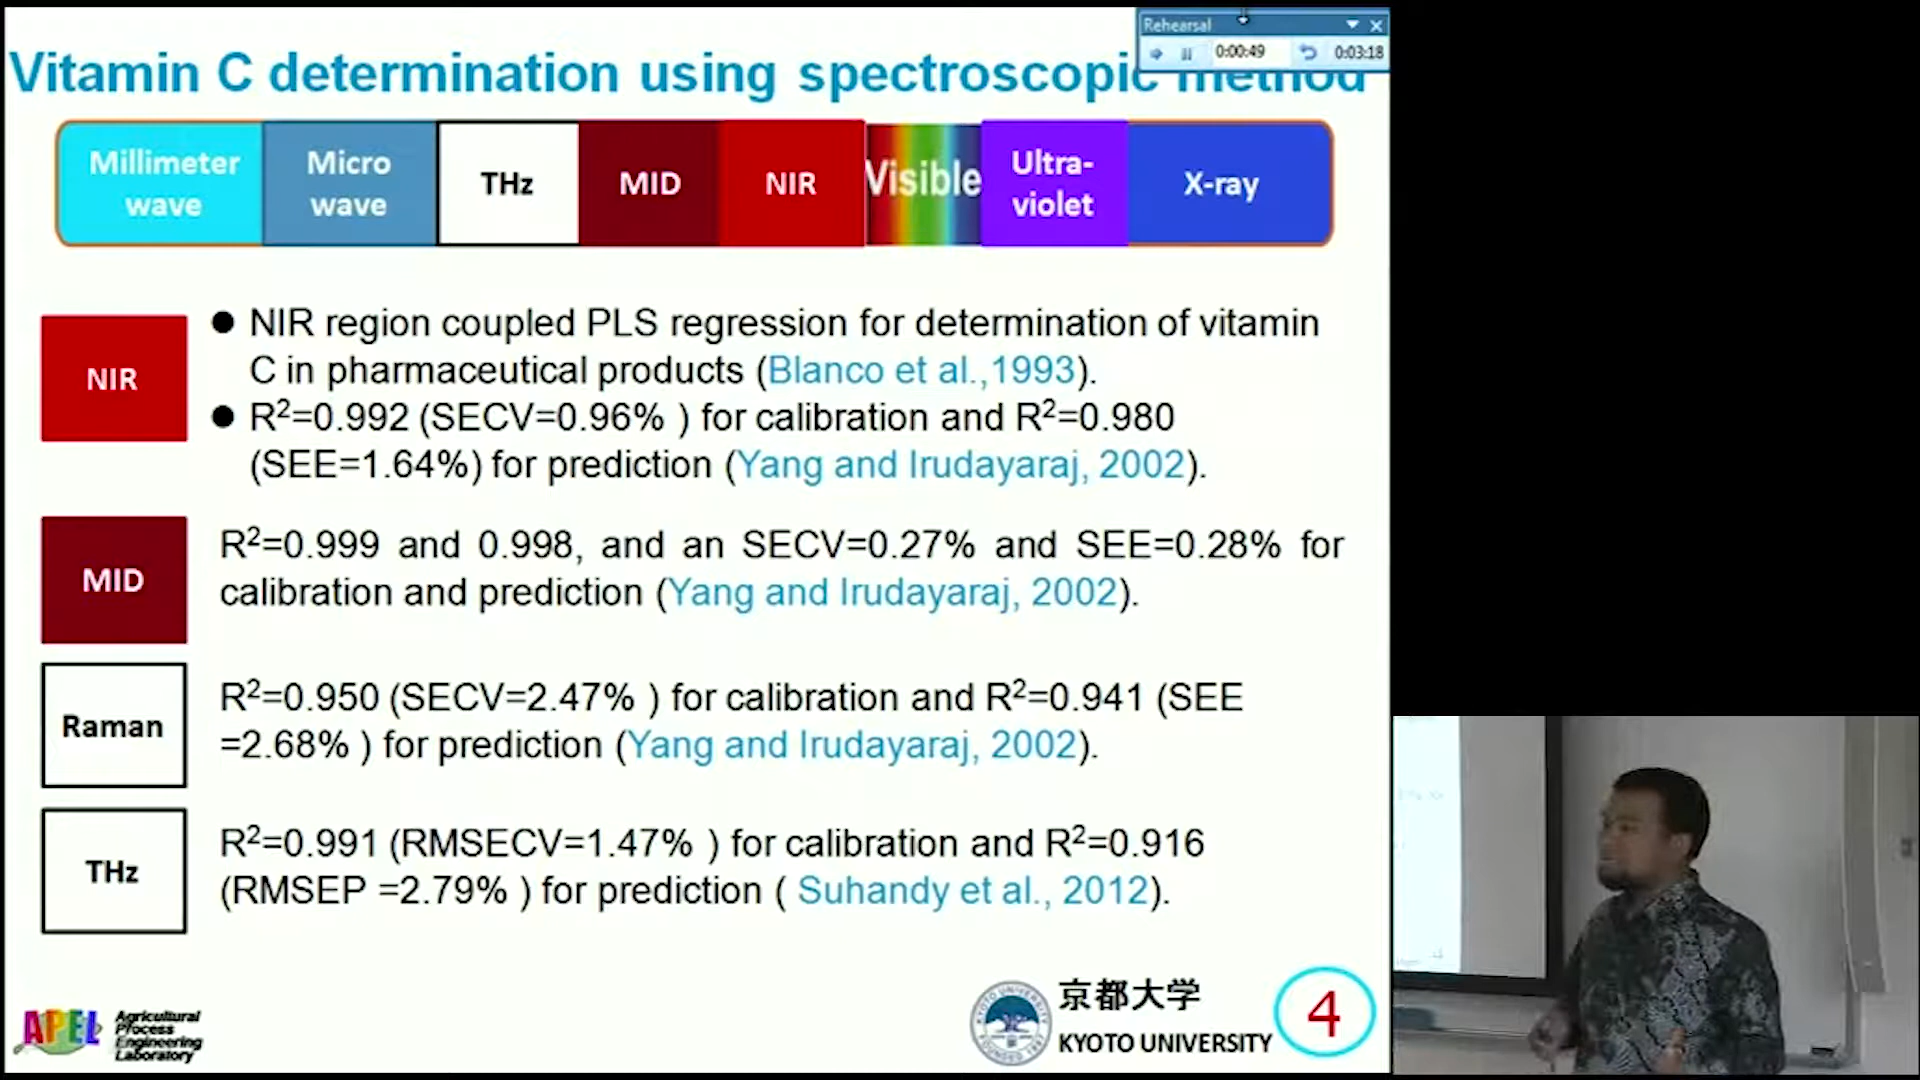 Rehearsal
0:00:49 0:03:18
Vitamin C determination using spectroscopic method
Millimeter
wave
Micro
wave
THz
MID
NIR
Visible
Ultra-
violet
X-ray
NIR
● NIR region coupled PLS regression for determination of vitamin
C in pharmaceutical products (Blanco et al.,1993).
● R²=0.992 (SECV=0.96% ) for calibration and R²=0.980
(SEE=1.64%) for prediction (Yang and Irudayaraj, 2002).
MID
R²=0.999 and 0.998, and an SECV=0.27% and SEE=0.28% for
calibration and prediction (Yang and Irudayaraj, 2002).
Raman
R²=0.950 (SECV=2.47% ) for calibration and R²=0.941 (SEE
=2.68% ) for prediction (Yang and Irudayaraj, 2002).
THz
R²=0.991 (RMSECV=1.47% ) for calibration and R²=0.916
(RMSEP =2.79% ) for prediction ( Suhandy et al., 2012).
APEL
Agricultural
Process
Engineering
Laboratory
KYOTO UNIVERSITY
FOUNDED 1897
京都大学
KYOTO UNIVERSITY
4